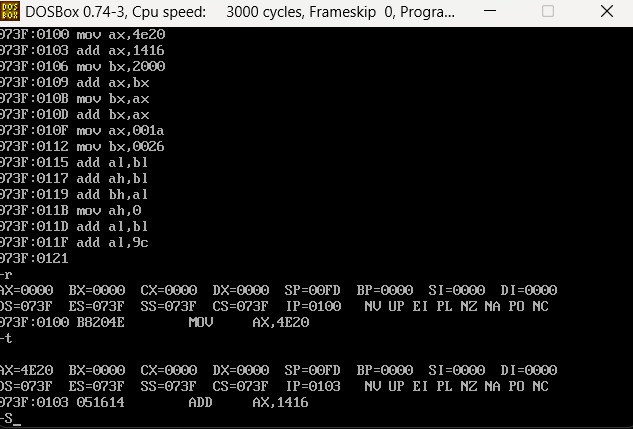 DOS BOX DOSBox 0.74-3, Cpu speed: 3000 cycles, Frameskip 0, Progra...
073F:0100 mov ax,4e20
073F:0103 add ax,1416
073F:0106 mov bx,2000
073F:0109 add ax,bx
073F:010B mov bx,ax
073F:010D add bx,ax
073F:010F mov ax,001a
073F:0112 mov bx,0026
073F:0115 add al,bl
073F:0117 add ah,bl
073F:0119 add bh,al
073F:011B mov ah,0
073F:011D add al,bl
073F:011F add al,9c
073F:0121
-r
AX=0000 BX=0000 CX=0000 DX=0000 SP=00FD BP=0000 SI=0000 DI=0000
DS=073F ES=073F SS=073F CS=073F IP=0100 NV UP EI PL NZ NA PO NC
073F:0100 B8204E MOV AX,4E20
-t
AX=4E20 BX=0000 CX=0000 DX=0000 SP=00FD BP=0000 SI=0000 DI=0000
DS=073F ES=073F SS=073F CS=073F IP=0103 NV UP EI PL NZ NA PO NC
073F:0103 051614 ADD AX,1416
-S_